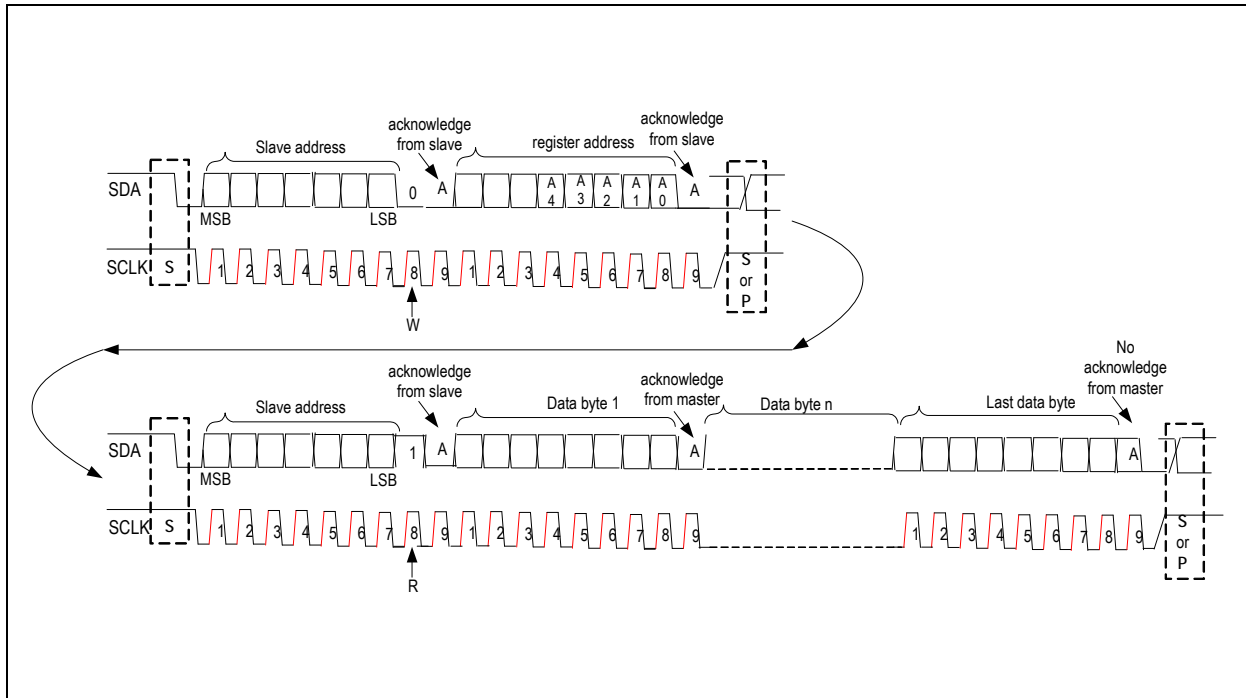 acknowledge
from slave
acknowledge
from slave
Slave address
register address
SDA
0
A
A
4
A
3
A
2
A
1
A
0
A
MSB
LSB
SCLK
S
1 2 3 4 5 6 7 8 9 1 2 3 4 5 6 7 8 9
S
or
P
W
No
acknowledge
from master
acknowledge
from slave
acknowledge
from master
Slave address
Data byte 1
Data byte n
Last data byte
SDA
1
A
A
A
MSB
LSB
SCLK
S
1 2 3 4 5 6 7 8 9 1 2 3 4 5 6 7 8 9
1 2 3 4 5 6 7 8 9
S
or
P
R